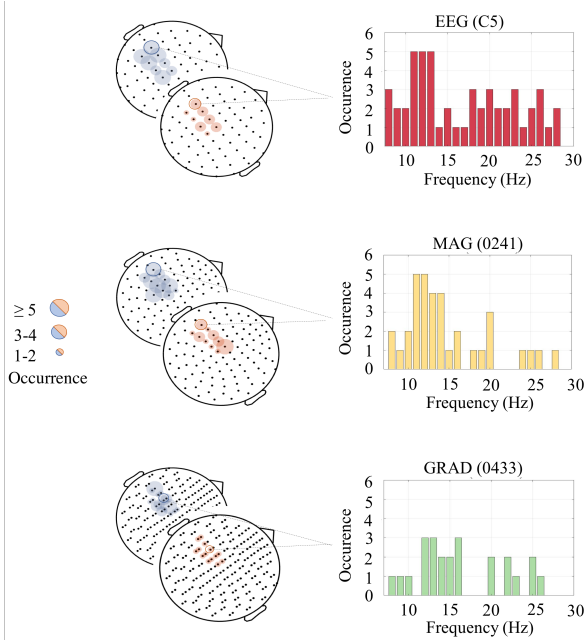 EEG (C5)
6
5
4
3
2
1
0
Occurence
10 15 20 25 30
Frequency (Hz)
MAG (0241)
6
5
4
3
2
1
0
Occurence
10 15 20 25 30
Frequency (Hz)
≥ 5
3-4
1-2
Occurrence
GRAD (0433)
6
5
4
3
2
1
0
Occurence
10 15 20 25 30
Frequency (Hz)